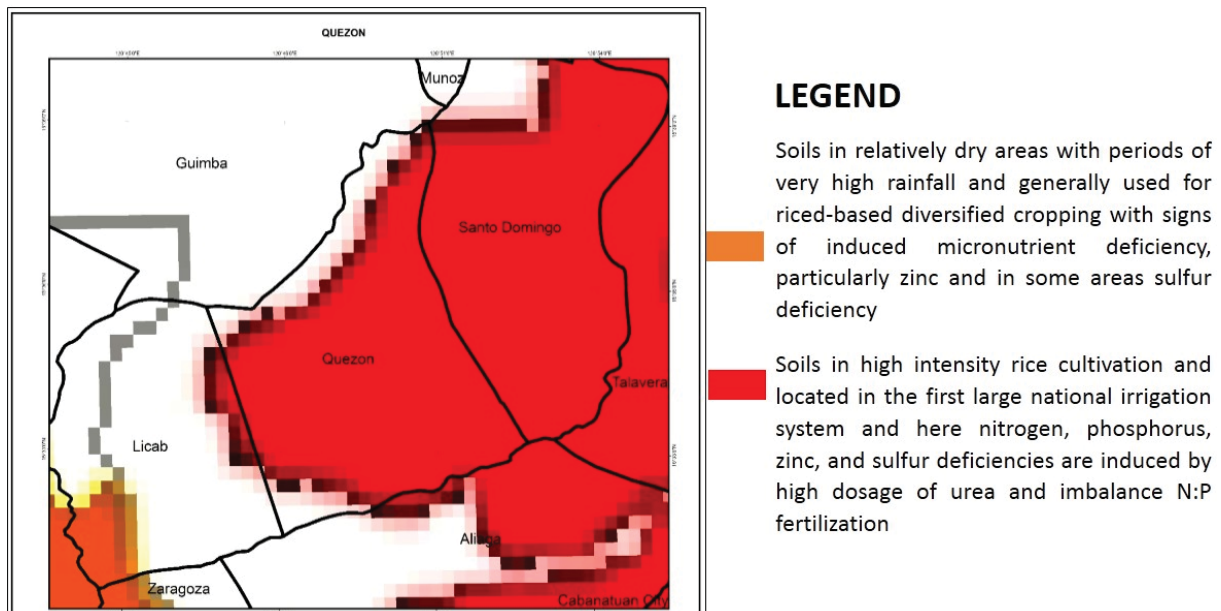 QUEZON
Munoz
Guimba
Santo Domingo
Quezon
Talavera
Licab
Aliaga
Zaragoza
Cabanatuan City
LEGEND
Soils in relatively dry areas with periods of
very high rainfall and generally used for
riced-based diversified cropping with signs
of induced micronutrient deficiency,
particularly zinc and in some areas sulfur
deficiency
Soils in high intensity rice cultivation and
located in the first large national irrigation
system and here nitrogen, phosphorus,
zinc, and sulfur deficiencies are induced by
high dosage of urea and imbalance N:P
fertilization